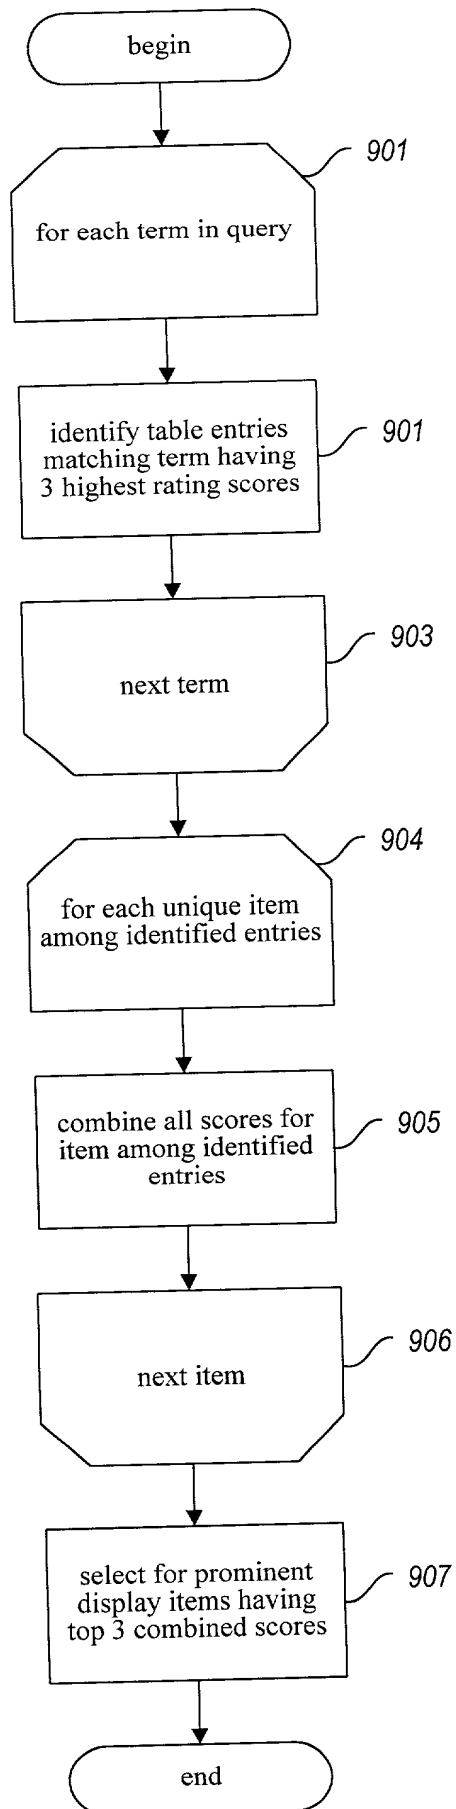 begin
901
for each term in query
identify table entries
matching term having
3 highest rating scores
901
next term
903
904
for each unique item
among identified entries
combine all scores for
item among identified
entries
905
next item
906
select for prominent
display items having
top 3 combined scores
907
end